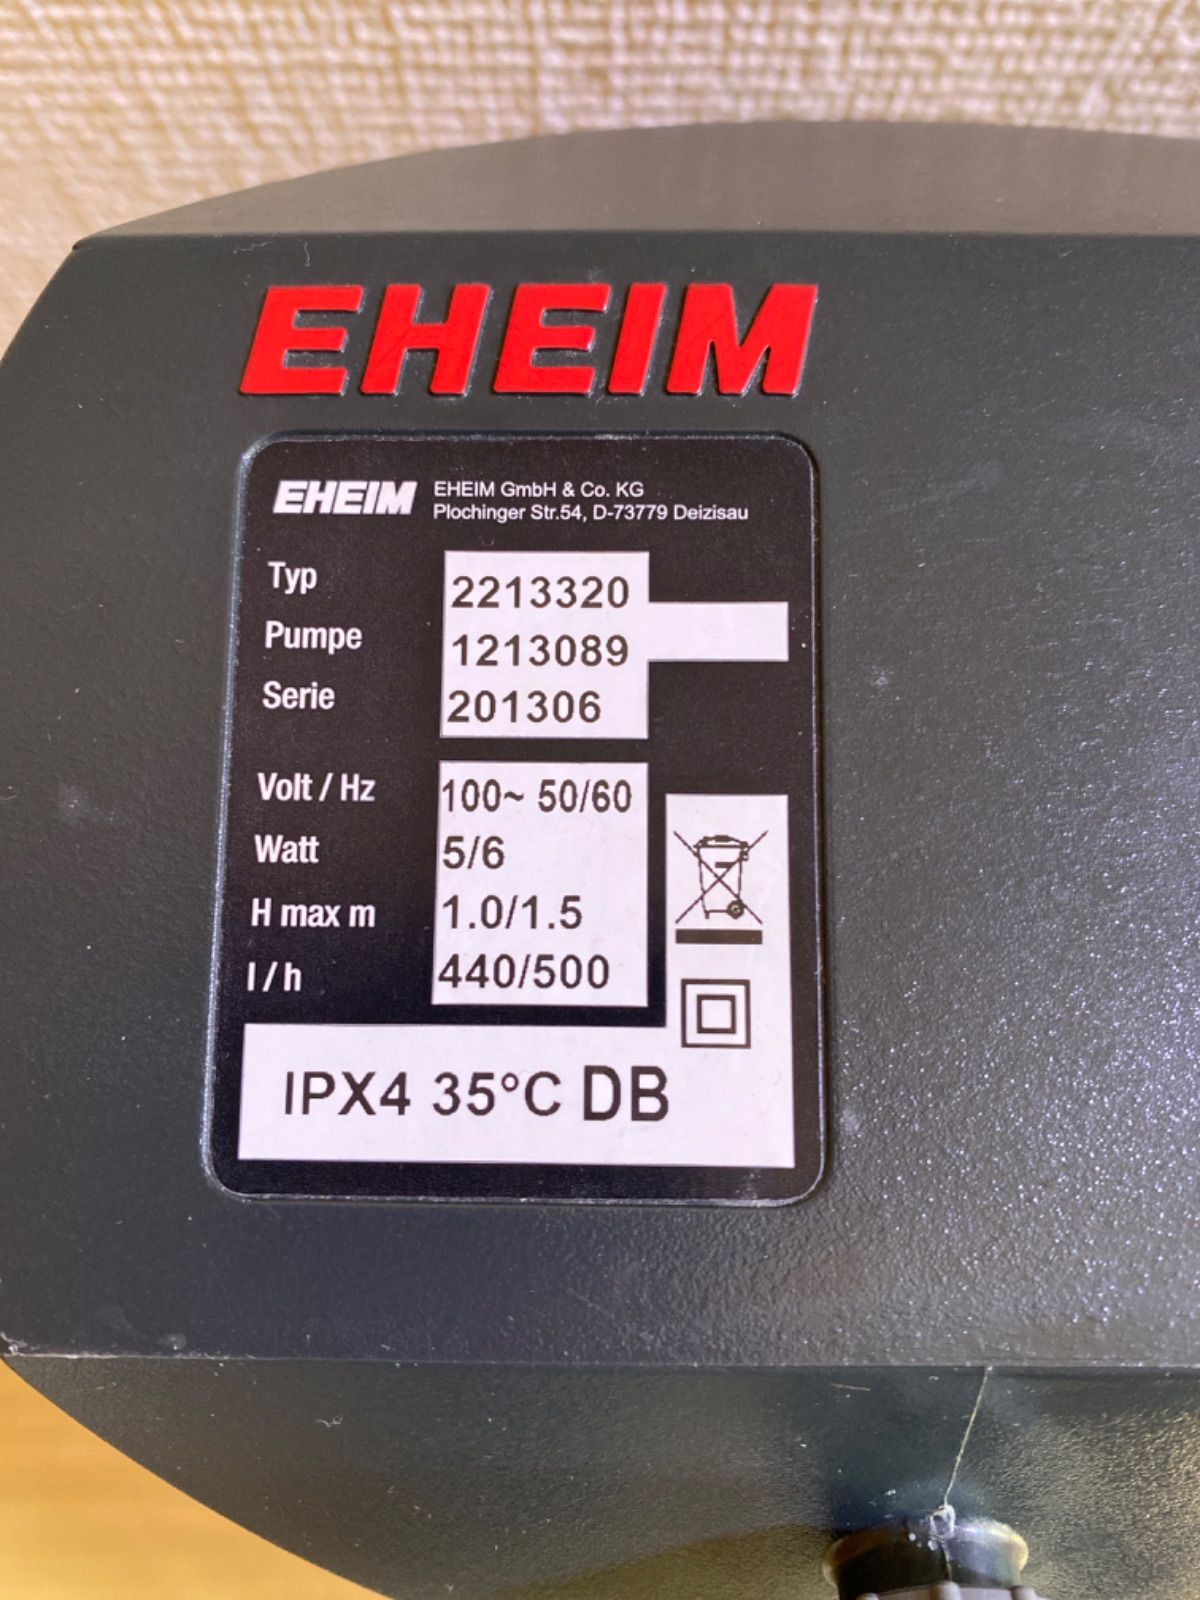 EHEIM
EHEIM EHEIM GmbH & Co. KG
Plochinger Str.54, D-73779 Deizisau
Typ 2213320
Pumpe 1213089
Serie 201306
Volt / Hz 100~ 50/60
Watt 5/6
H max m 1.0/1.5
l / h 440/500
IPX4 35°C DB